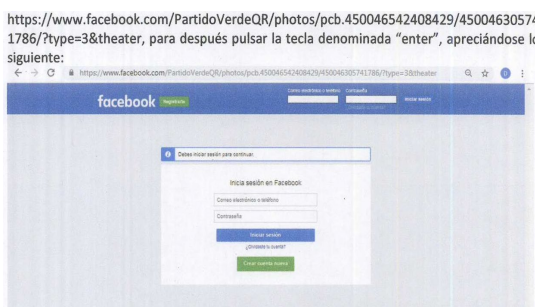 https://www.facebook.com/PartidoVerdeQR/photos/pcb.450046542408429/45004630574
1786/?type=3&theater, para después pulsar la tecla denominada “enter”, apreciándose lo
siguiente:
https://www.facebook.com/PartidoVerdeQR/photos/pcb.450046542408429/450046305741786/?type=3&theater
facebook Regístrate
Correo electrónico o teléfono Contraseña
Iniciar sesión
Debes iniciar sesión para continuar.
Inicia sesión en Facebook
Correo electrónico o teléfono
Contraseña
Iniciar sesión
¿Olvidaste tu cuenta?
Crear cuenta nueva